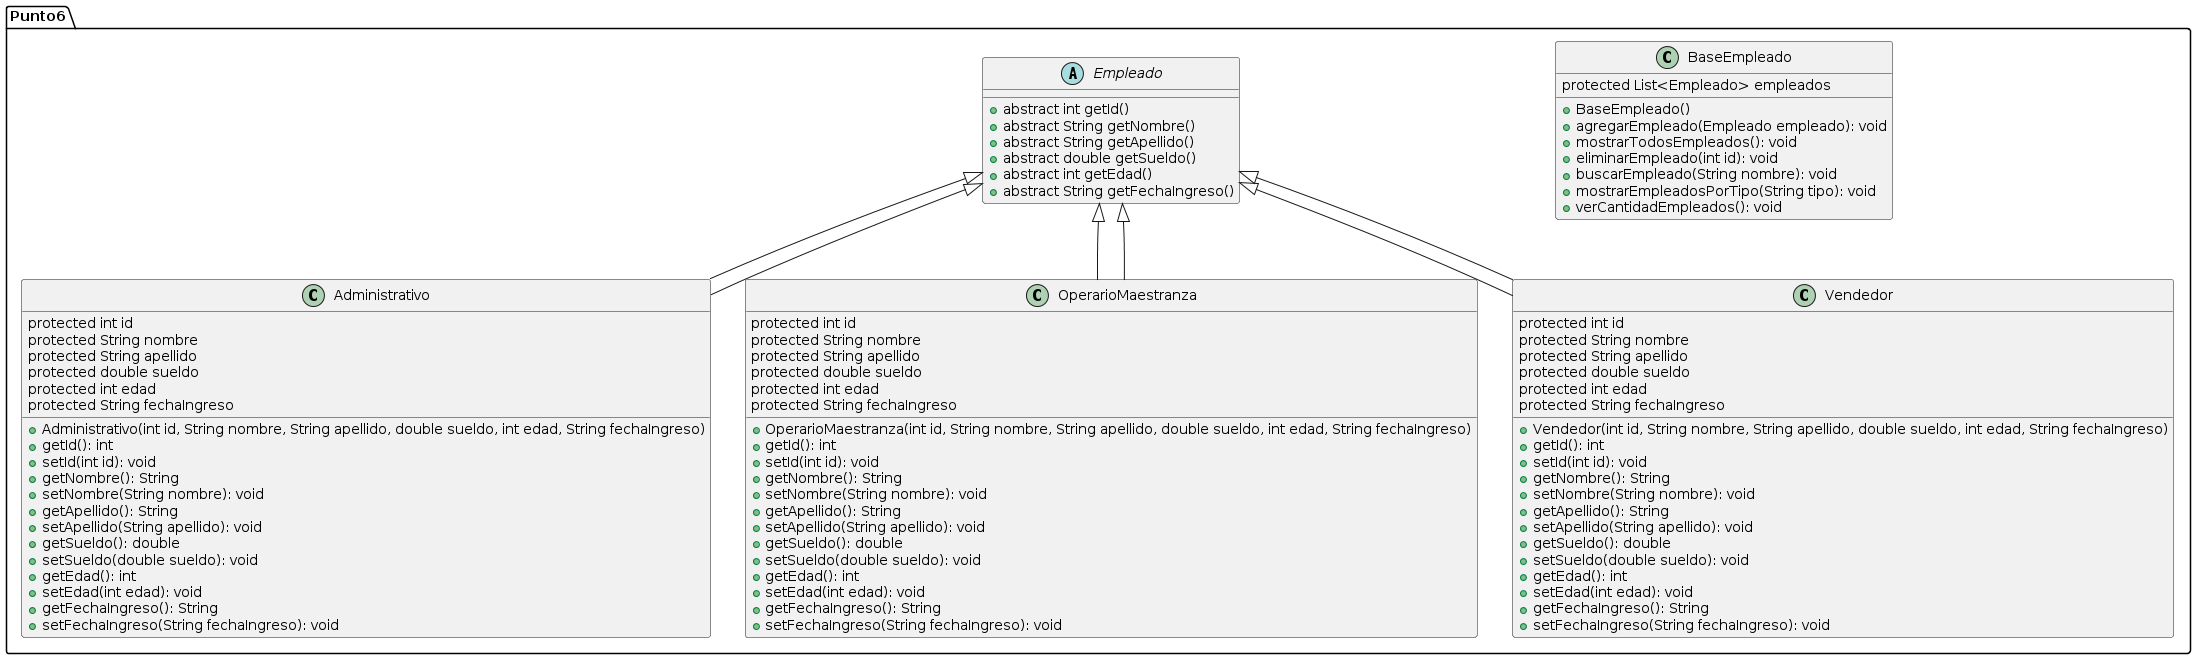 Punto6
A Empleado
abstract int getId()
abstract String getNombre()
abstract String getApellido()
abstract double getSueldo()
abstract int getEdad()
abstract String getFechaIngreso()
C BaseEmpleado
protected List<Empleado> empleados
BaseEmpleado()
agregarEmpleado(Empleado empleado): void
mostrarTodosEmpleados(): void
eliminarEmpleado(int id): void
buscarEmpleado(String nombre): void
mostrarEmpleadosPorTipo(String tipo): void
verCantidadEmpleados(): void
C Administrativo
protected int id
protected String nombre
protected String apellido
protected double sueldo
protected int edad
protected String fechaIngreso
Administrativo(int id, String nombre, String apellido, double sueldo, int edad, String fechaIngreso)
getId(): int
setId(int id): void
getNombre(): String
setNombre(String nombre): void
getApellido(): String
setApellido(String apellido): void
getSueldo(): double
setSueldo(double sueldo): void
getEdad(): int
setEdad(int edad): void
getFechaIngreso(): String
setFechaIngreso(String fechaIngreso): void
C OperarioMaestranza
protected int id
protected String nombre
protected String apellido
protected double sueldo
protected int edad
protected String fechaIngreso
OperarioMaestranza(int id, String nombre, String apellido, double sueldo, int edad, String fechaIngreso)
getId(): int
setId(int id): void
getNombre(): String
setNombre(String nombre): void
getApellido(): String
setApellido(String apellido): void
getSueldo(): double
setSueldo(double sueldo): void
getEdad(): int
setEdad(int edad): void
getFechaIngreso(): String
setFechaIngreso(String fechaIngreso): void
C Vendedor
protected int id
protected String nombre
protected String apellido
protected double sueldo
protected int edad
protected String fechaIngreso
Vendedor(int id, String nombre, String apellido, double sueldo, int edad, String fechaIngreso)
getId(): int
setId(int id): void
getNombre(): String
setNombre(String nombre): void
getApellido(): String
setApellido(String apellido): void
getSueldo(): double
setSueldo(double sueldo): void
getEdad(): int
setEdad(int edad): void
getFechaIngreso(): String
setFechaIngreso(String fechaIngreso): void